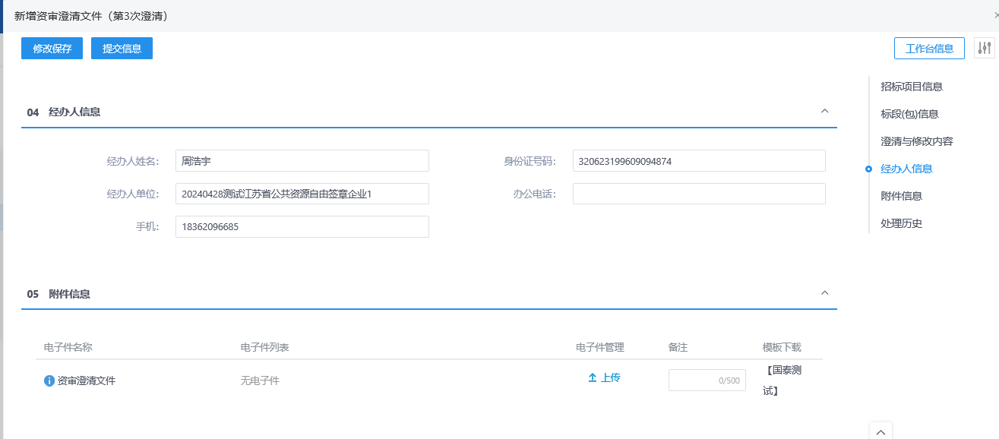 新增资审澄清文件（第3次澄清）
修改保存
提交信息
工作台信息
招标项目信息
标段(包)信息
澄清与修改内容
经办人信息
附件信息
处理历史
04 经办人信息
经办人姓名： 周浩宇
身份证号码： 320623199609094874
经办人单位： 20240428测试江苏省公共资源自由签章企业1
办公电话：
手机： 18362096685
05 附件信息
电子件名称 电子件列表 电子件管理 备注 模板下载
资审澄清文件 无电子件 上传 0/500 【国泰测
试】